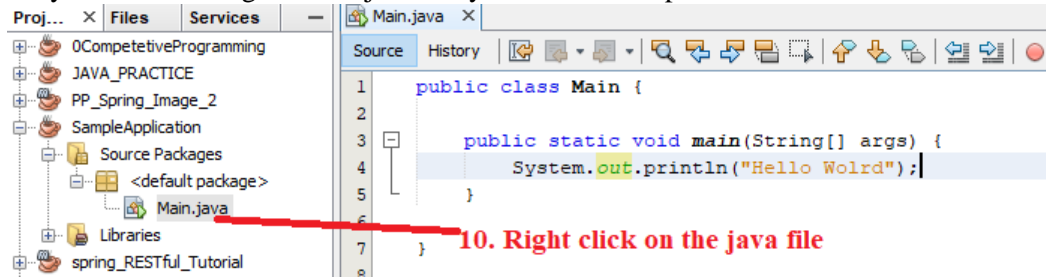 Proj... × Files Services –
Main.java ×
0CompetetiveProgramming
JAVA_PRACTICE
PP_Spring_Image_2
SampleApplication
Source Packages
<default package>
Main.java
Libraries
spring_RESTful_Tutorial
Source History
1 public class Main {
2
3 public static void main(String[] args) {
4 System.out.println("Hello Wolrd");
5 }
6
7 }
8
10. Right click on the java file